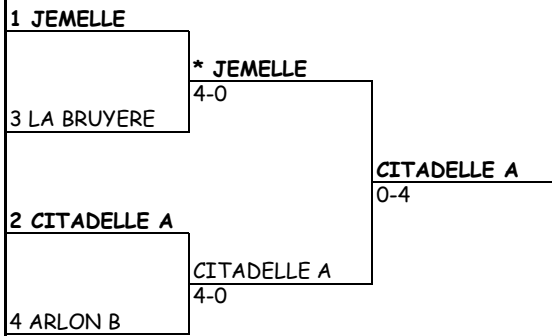 1 JEMELLE
* JEMELLE
4-0
3 LA BRUYERE
CITADELLE A
0-4
2 CITADELLE A
CITADELLE A
4-0
4 ARLON B